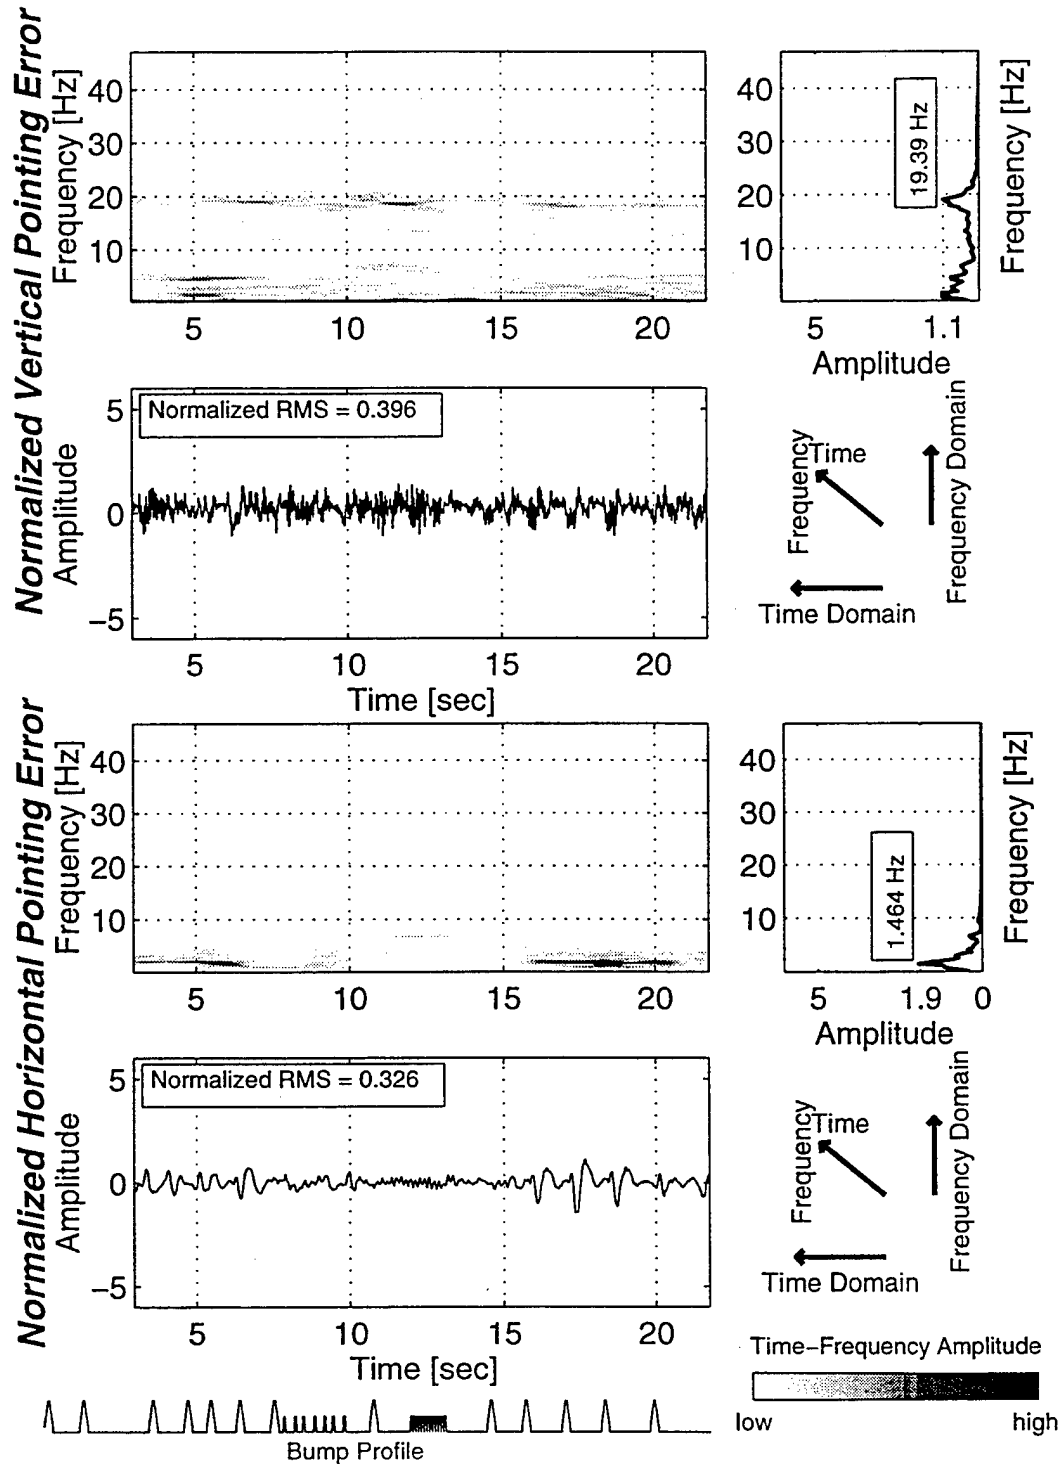 Normalized Vertical Pointing Error
Frequency [Hz]
40
30
20
10
5
10
15
20
19.39 Hz
40
30
20
10
Frequency [Hz]
5
1.1
Amplitude
Normalized RMS = 0.396
Amplitude
5
0
−5
5
10
15
20
Time [sec]
Frequency
Time
Frequency Domain
Time Domain
Normalized Horizontal Pointing Error
Frequency [Hz]
40
30
20
10
5
10
15
20
1.464 Hz
40
30
20
10
Frequency [Hz]
5
1.9
0
Amplitude
Normalized RMS = 0.326
Amplitude
5
0
−5
5
10
15
20
Time [sec]
Frequency
Time
Frequency Domain
Time Domain
Time−Frequency Amplitude
low
high
Bump Profile